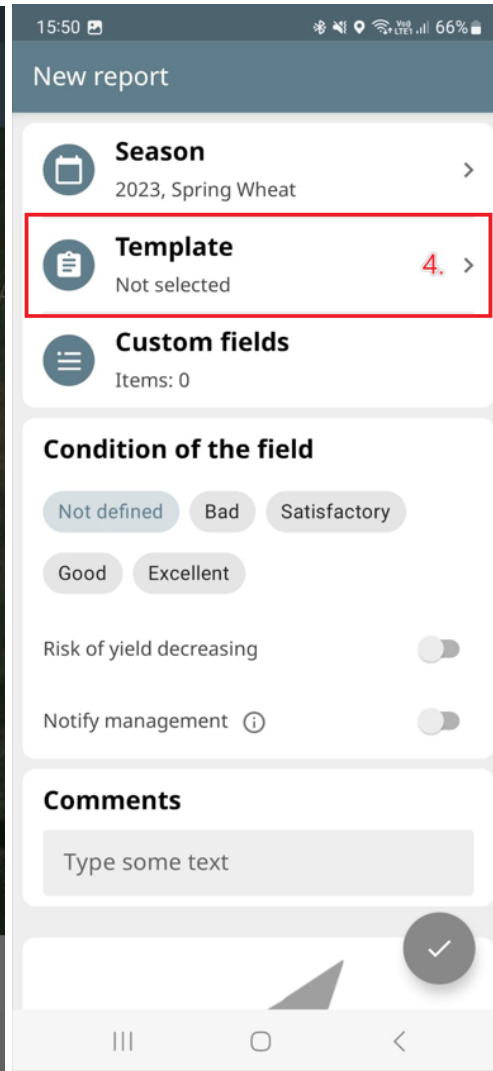 15:50 66%
New report
Season
2023, Spring Wheat
Template
4.
Not selected
Custom fields
Items: 0
Condition of the field
Not defined Bad Satisfactory
Good Excellent
Risk of yield decreasing
Notify management
Comments
Type some text